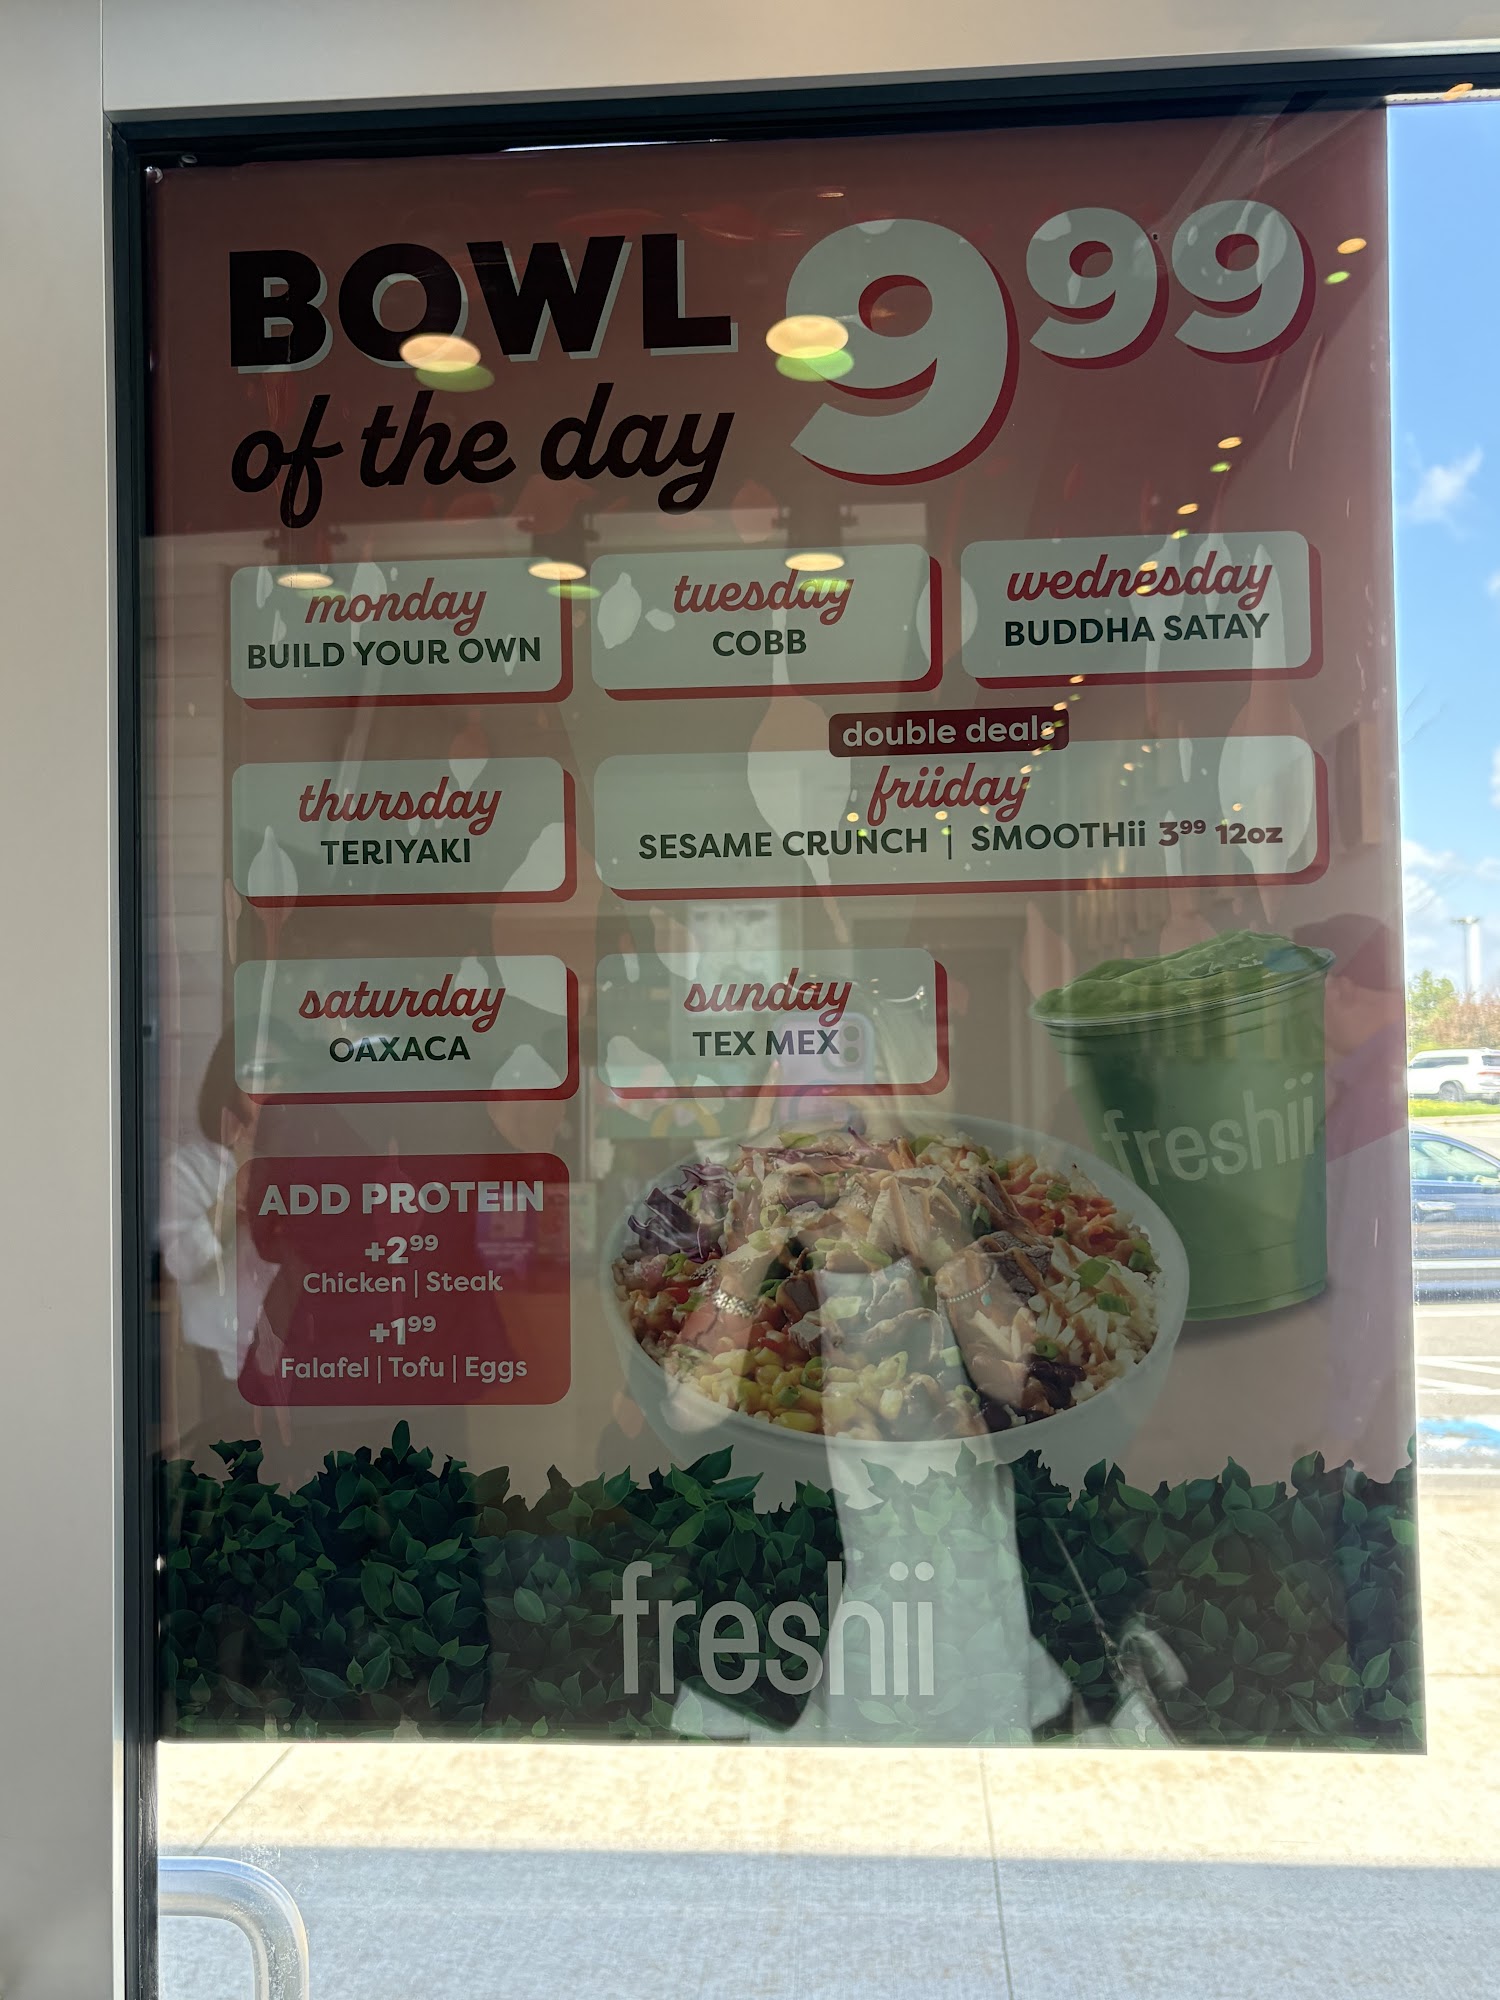 BOWL 9⁹⁹
of the day
monday
BUILD YOUR OWN
tuesday
COBB
wednesday
BUDDHA SATAY
thursday
TERIYAKI
double deals
friiday
SESAME CRUNCH | SMOOTHii 3⁹⁹ 12oz
saturday
OAXACA
sunday
TEX MEX
freshii
ADD PROTEIN
+2⁹⁹
Chicken | Steak
+1⁹⁹
Falafel | Tofu | Eggs
freshii